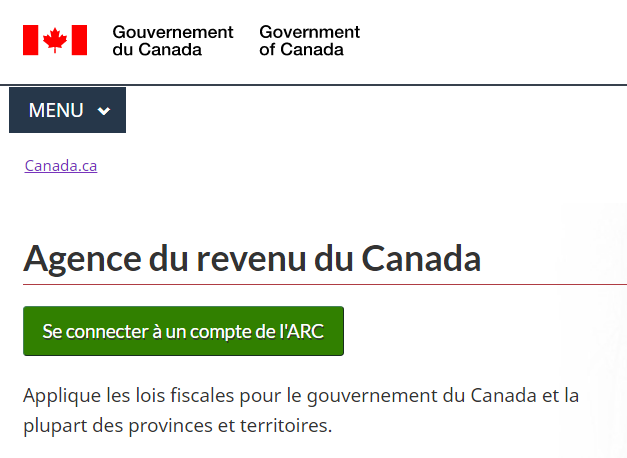 Gouvernement Government
du Canada of Canada
MENU
Canada.ca
Agence du revenu du Canada
Se connecter à un compte de l'ARC
Applique les lois fiscales pour le gouvernement du Canada et la
plupart des provinces et territoires.